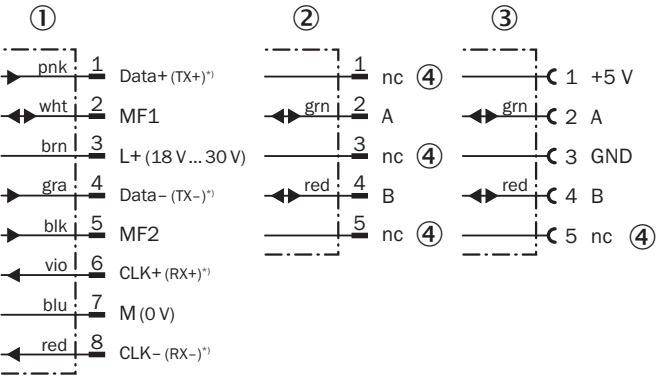 ① ② ③
pnk 1 Data+ (TX+)*)
wht 2 MF1
brn 3 L+ (18 V... 30 V)
gra 4 Data– (TX–)*)
blk 5 MF2
vio 6 CLK+ (RX+)*)
blu 7 M (0 V)
red 8 CLK– (RX–)*)
1 nc ④
grn 2 A
3 nc ④
red 4 B
5 nc ④
1 +5 V
grn 2 A
3 GND
red 4 B
5 nc ④